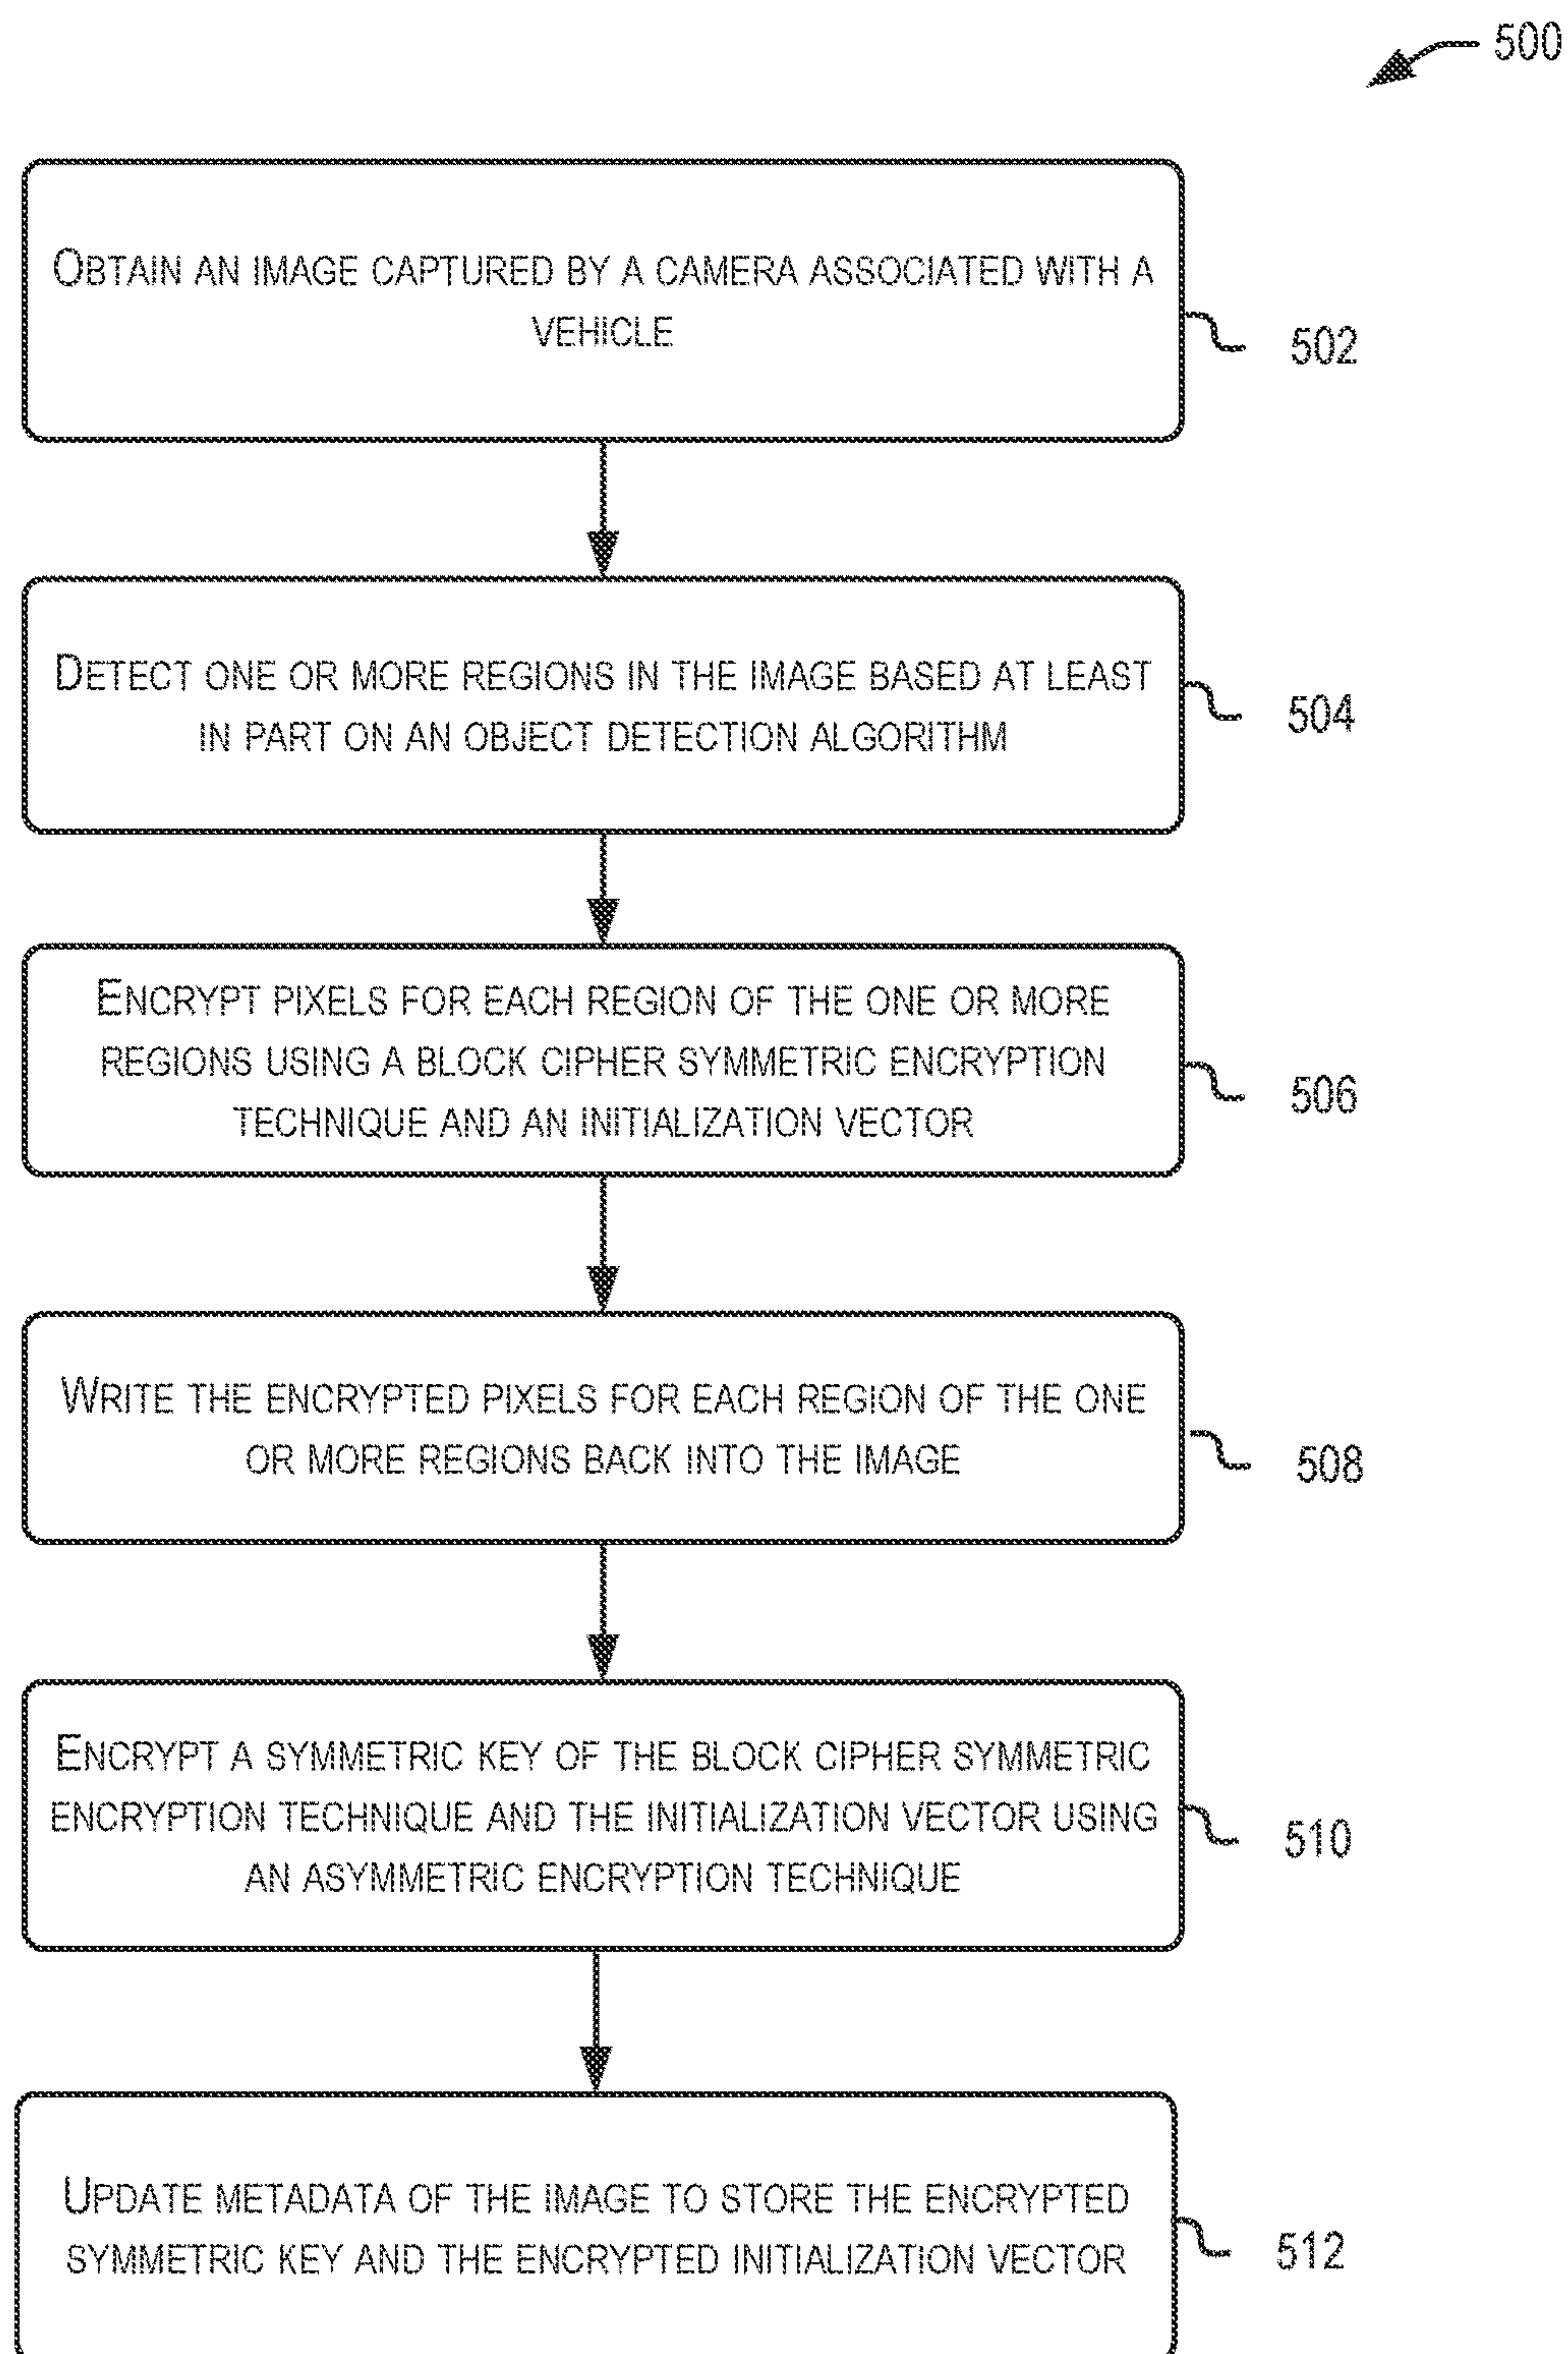 500
OBTAIN AN IMAGE CAPTURED BY A CAMERA ASSOCIATED WITH A
VEHICLE
502
DETECT ONE OR MORE REGIONS IN THE IMAGE BASED AT LEAST
IN PART ON AN OBJECT DETECTION ALGORITHM
504
ENCRYPT PIXELS FOR EACH REGION OF THE ONE OR MORE
REGIONS USING A BLOCK CIPHER SYMMETRIC ENCRYPTION
TECHNIQUE AND AN INITIALIZATION VECTOR
506
WRITE THE ENCRYPTED PIXELS FOR EACH REGION OF THE ONE
OR MORE REGIONS BACK INTO THE IMAGE
508
ENCRYPT A SYMMETRIC KEY OF THE BLOCK CIPHER SYMMETRIC
ENCRYPTION TECHNIQUE AND THE INITIALIZATION VECTOR USING
AN ASYMMETRIC ENCRYPTION TECHNIQUE
510
UPDATE METADATA OF THE IMAGE TO STORE THE ENCRYPTED
SYMMETRIC KEY AND THE ENCRYPTED INITIALIZATION VECTOR
512